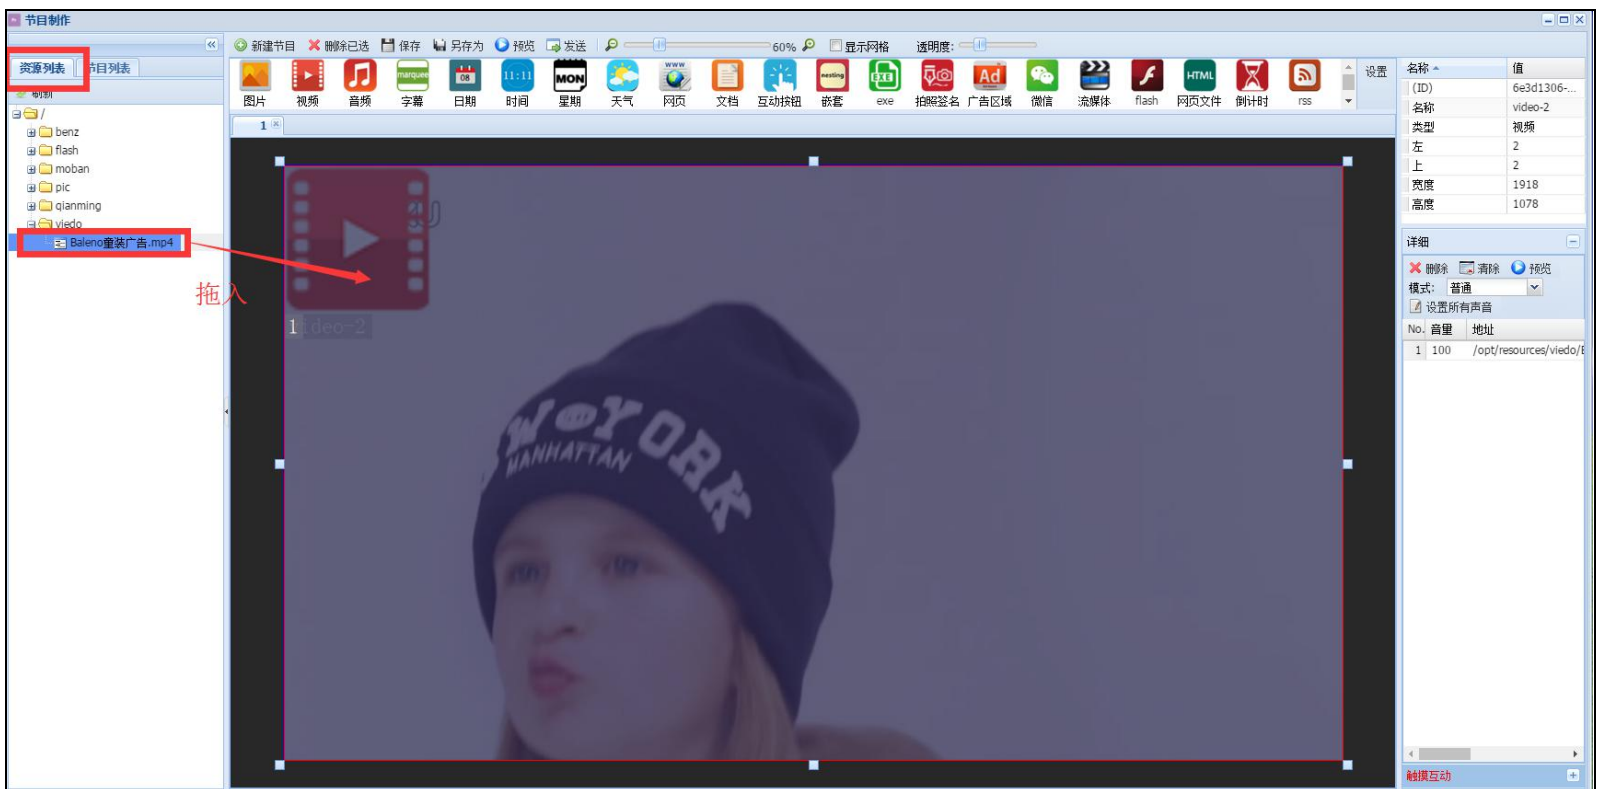 节目制作
新建节目 删除已选 保存 另存为 预览 发送 60% 显示网格 透明度:
资源列表 节目列表
刷新
/
benz
flash
moban
pic
qianming
viedo
Baleno童装广告.mp4
拖入
marquee 08 11:11 MON www nesting EXE Ad HTML
图片 视频 音频 字幕 日期 时间 星期 天气 网页 文档 互动按钮 嵌套 exe 拍照签名 广告区域 微信 流媒体 flash 网页文件 倒计时 rss
设置
1
1ideo-2
W YORK
MANHATTAN
名称 值
(ID) 6e3d1306-...
名称 video-2
类型 视频
左 2
上 2
宽度 1918
高度 1078
详细
删除 清除 预览
模式: 普通
设置所有声音
No. 音量 地址
1 100 /opt/resources/viedo/
触摸互动